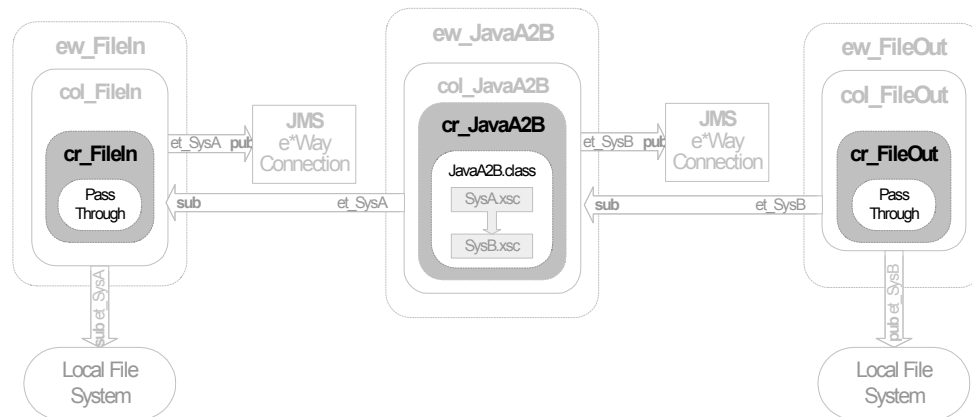 ew_FileIn
col_FileIn
cr_FileIn
Pass
Through
et_SysA pub
JMS
e*Way
Connection
sub et_SysA
sub et_SysA
Local File
System
ew_JavaA2B
col_JavaA2B
cr_JavaA2B
JavaA2B.class
SysA.xsc
SysB.xsc
et_SysB pub
JMS
e*Way
Connection
sub et_SysB
ew_FileOut
col_FileOut
cr_FileOut
Pass
Through
pub et_SysB
Local File
System